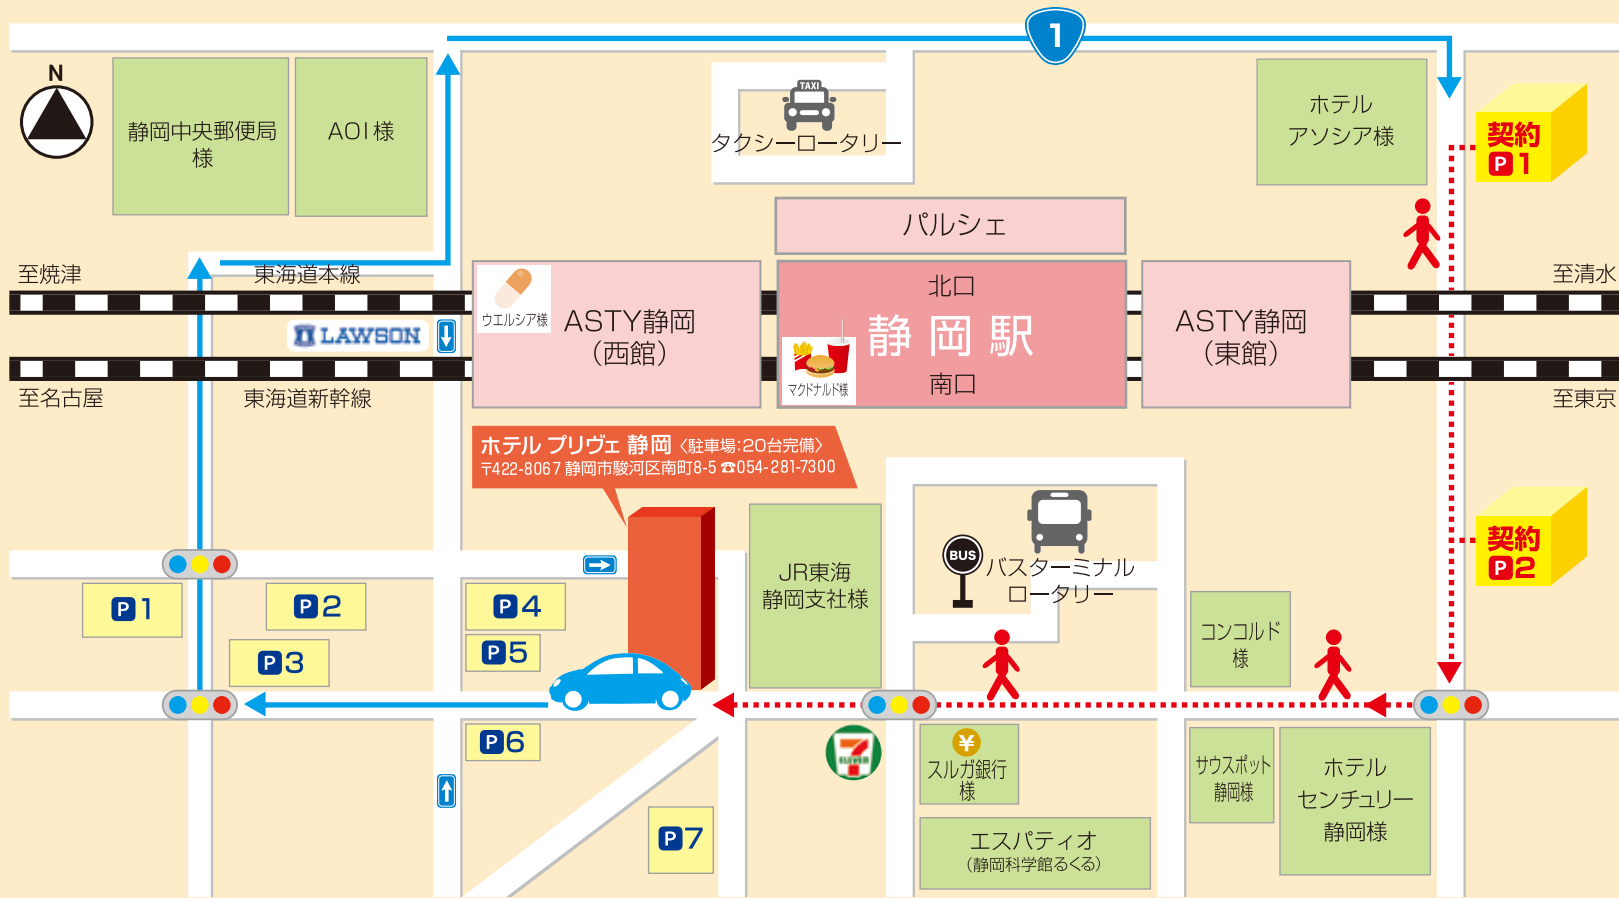 1
N
静岡中央郵便局
様
AOI様
TAXI
タクシーロータリー
ホテル
アソシア様
契約
P1
パルシェ
至焼津
東海道本線
ウエルシア様
ASTY静岡
(西館)
北口
静岡駅
南口
マクドナルド様
ASTY静岡
(東館)
至清水
LAWSON
至名古屋
東海道新幹線
至東京
ホテル プリヴェ 静岡 〈駐車場:20台完備〉
〒422-8067 静岡市駿河区南町8-5 ☎054-281-7300
JR東海
静岡支社様
BUS
バスターミナル
ロータリー
契約
P2
P1
P2
P3
P4
P5
P6
P7
コンコルド
様
7
ELEVEN
¥
スルガ銀行
様
サウスポット
静岡様
ホテル
センチュリー
静岡様
エスパティオ
(静岡科学館るくる)